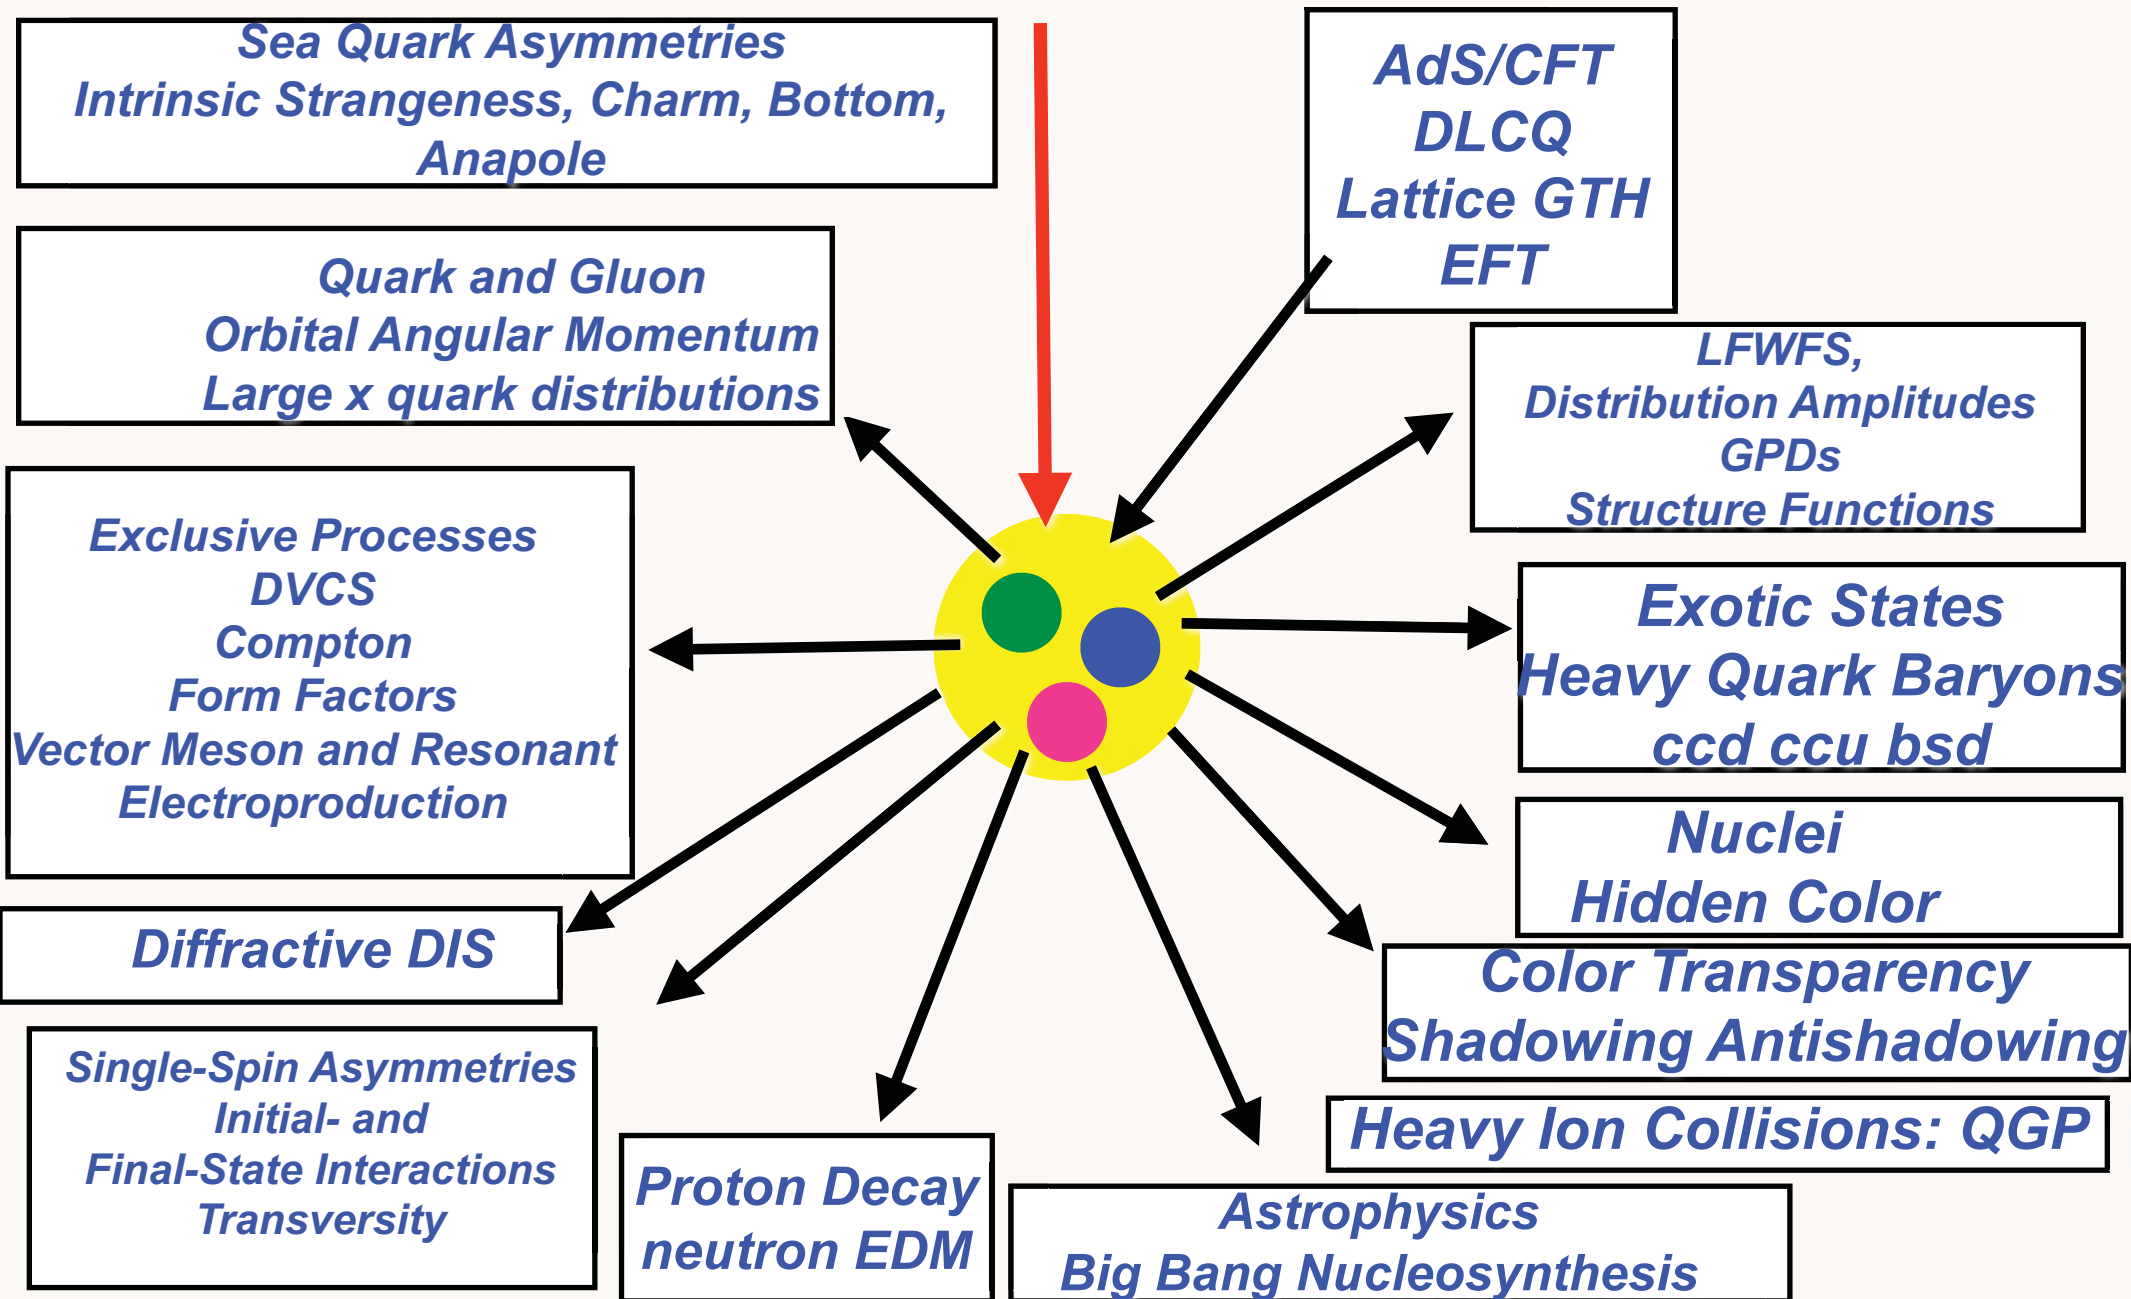 Sea Quark Asymmetries
Intrinsic Strangeness, Charm, Bottom,
Anapole
AdS/CFT
DLCQ
Lattice GTH
EFT
Quark and Gluon
Orbital Angular Momentum
Large x quark distributions
LFWFS,
Distribution Amplitudes
GPDs
Structure Functions
Exclusive Processes
DVCS
Compton
Form Factors
Vector Meson and Resonant
Electroproduction
Exotic States
Heavy Quark Baryons
ccd ccu bsd
Nuclei
Hidden Color
Diffractive DIS
Color Transparency
Shadowing Antishadowing
Single-Spin Asymmetries
Initial- and
Final-State Interactions
Transversity
Heavy Ion Collisions: QGP
Proton Decay
neutron EDM
Astrophysics
Big Bang Nucleosynthesis